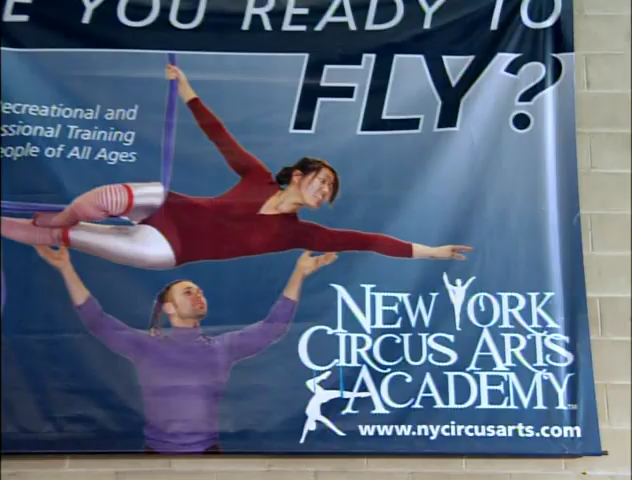 E YOU READY TO
FLY?
ecreational and
ssional Training
eople of All Ages
NEW YORK
CIRCUS ARTS
ACADEMY
www.nycircusarts.com